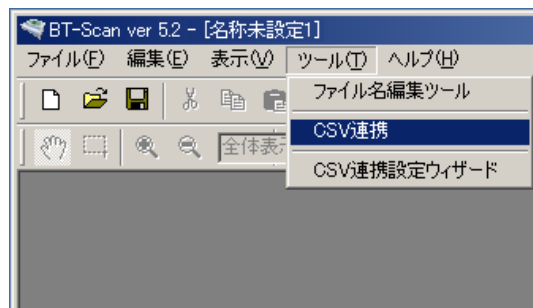 BT-Scan ver 5.2 - [名称未設定1]
ファイル(F) 編集(E) 表示(V) ツール(T) ヘルプ(H)
ファイル名編集ツール
CSV連携
CSV連携設定ウィザード
全体表示